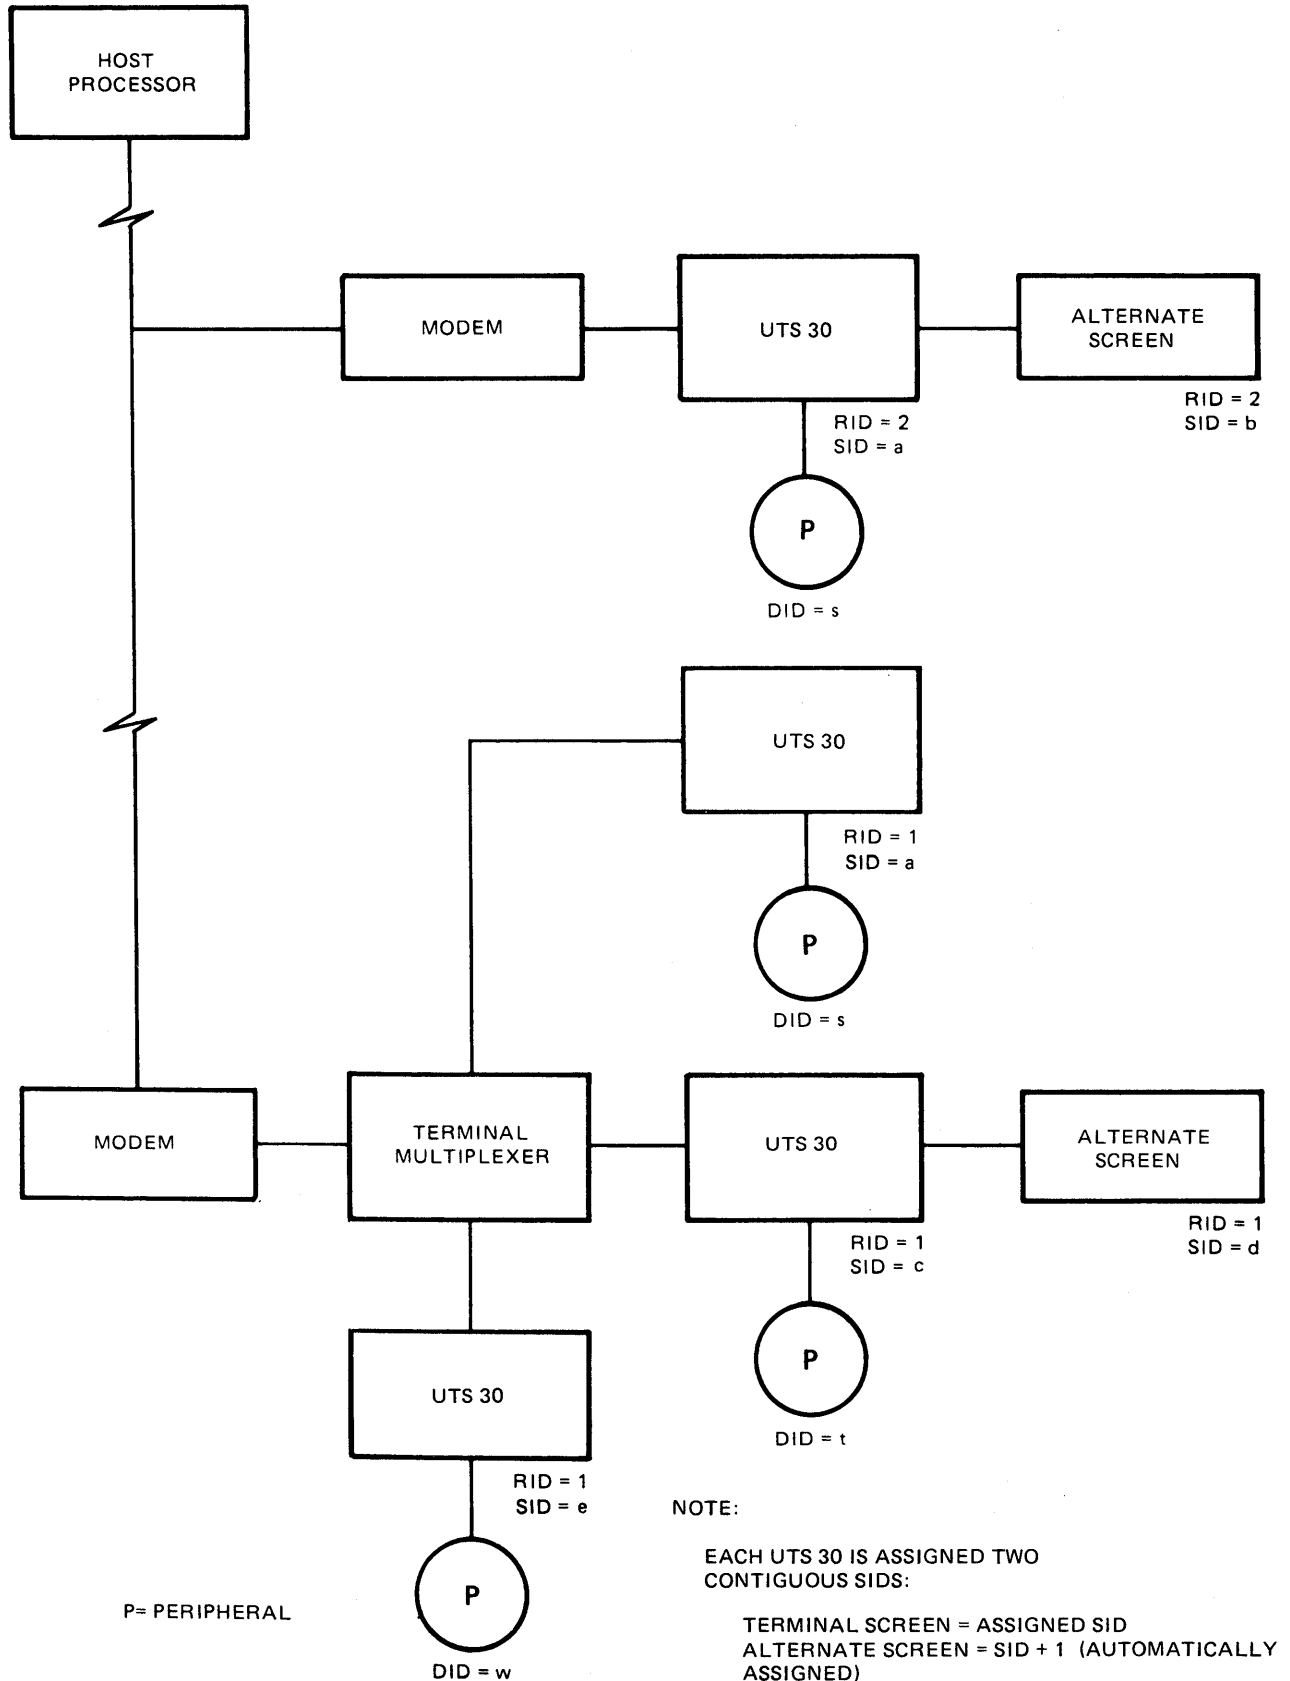 HOST
PROCESSOR
MODEM
UTS 30
ALTERNATE
SCREEN
RID = 2
SID = b
RID = 2
SID = a
P
DID = s
UTS 30
RID = 1
SID = a
P
DID = s
MODEM
TERMINAL
MULTIPLEXER
UTS 30
ALTERNATE
SCREEN
RID = 1
SID = d
RID = 1
SID = c
P
DID = t
UTS 30
RID = 1
SID = e
P
DID = w
P= PERIPHERAL
NOTE:
EACH UTS 30 IS ASSIGNED TWO
CONTIGUOUS SIDS:
TERMINAL SCREEN = ASSIGNED SID
ALTERNATE SCREEN = SID + 1 (AUTOMATICALLY
ASSIGNED)